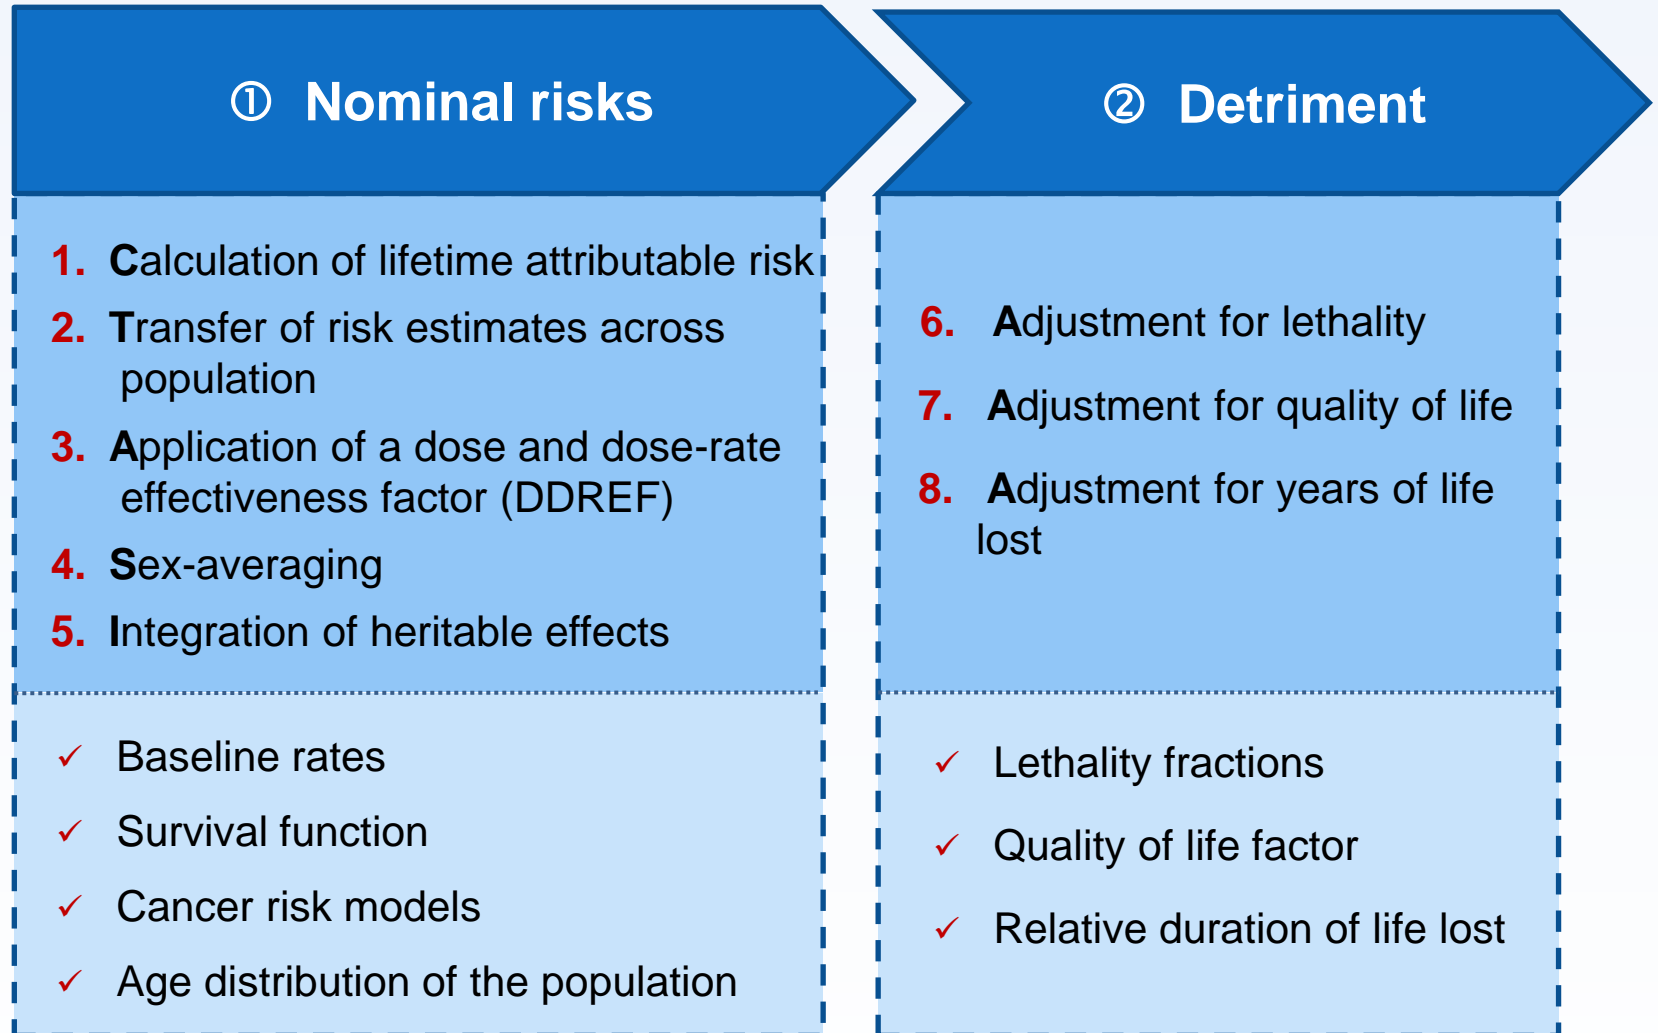 ① Nominal risks
1. Calculation of lifetime attributable risk
2. Transfer of risk estimates across
population
3. Application of a dose and dose-rate
effectiveness factor (DDREF)
4. Sex-averaging
5. Integration of heritable effects
✓ Baseline rates
✓ Survival function
✓ Cancer risk models
✓ Age distribution of the population
② Detriment
6. Adjustment for lethality
7. Adjustment for quality of life
8. Adjustment for years of life
lost
✓ Lethality fractions
✓ Quality of life factor
✓ Relative duration of life lost